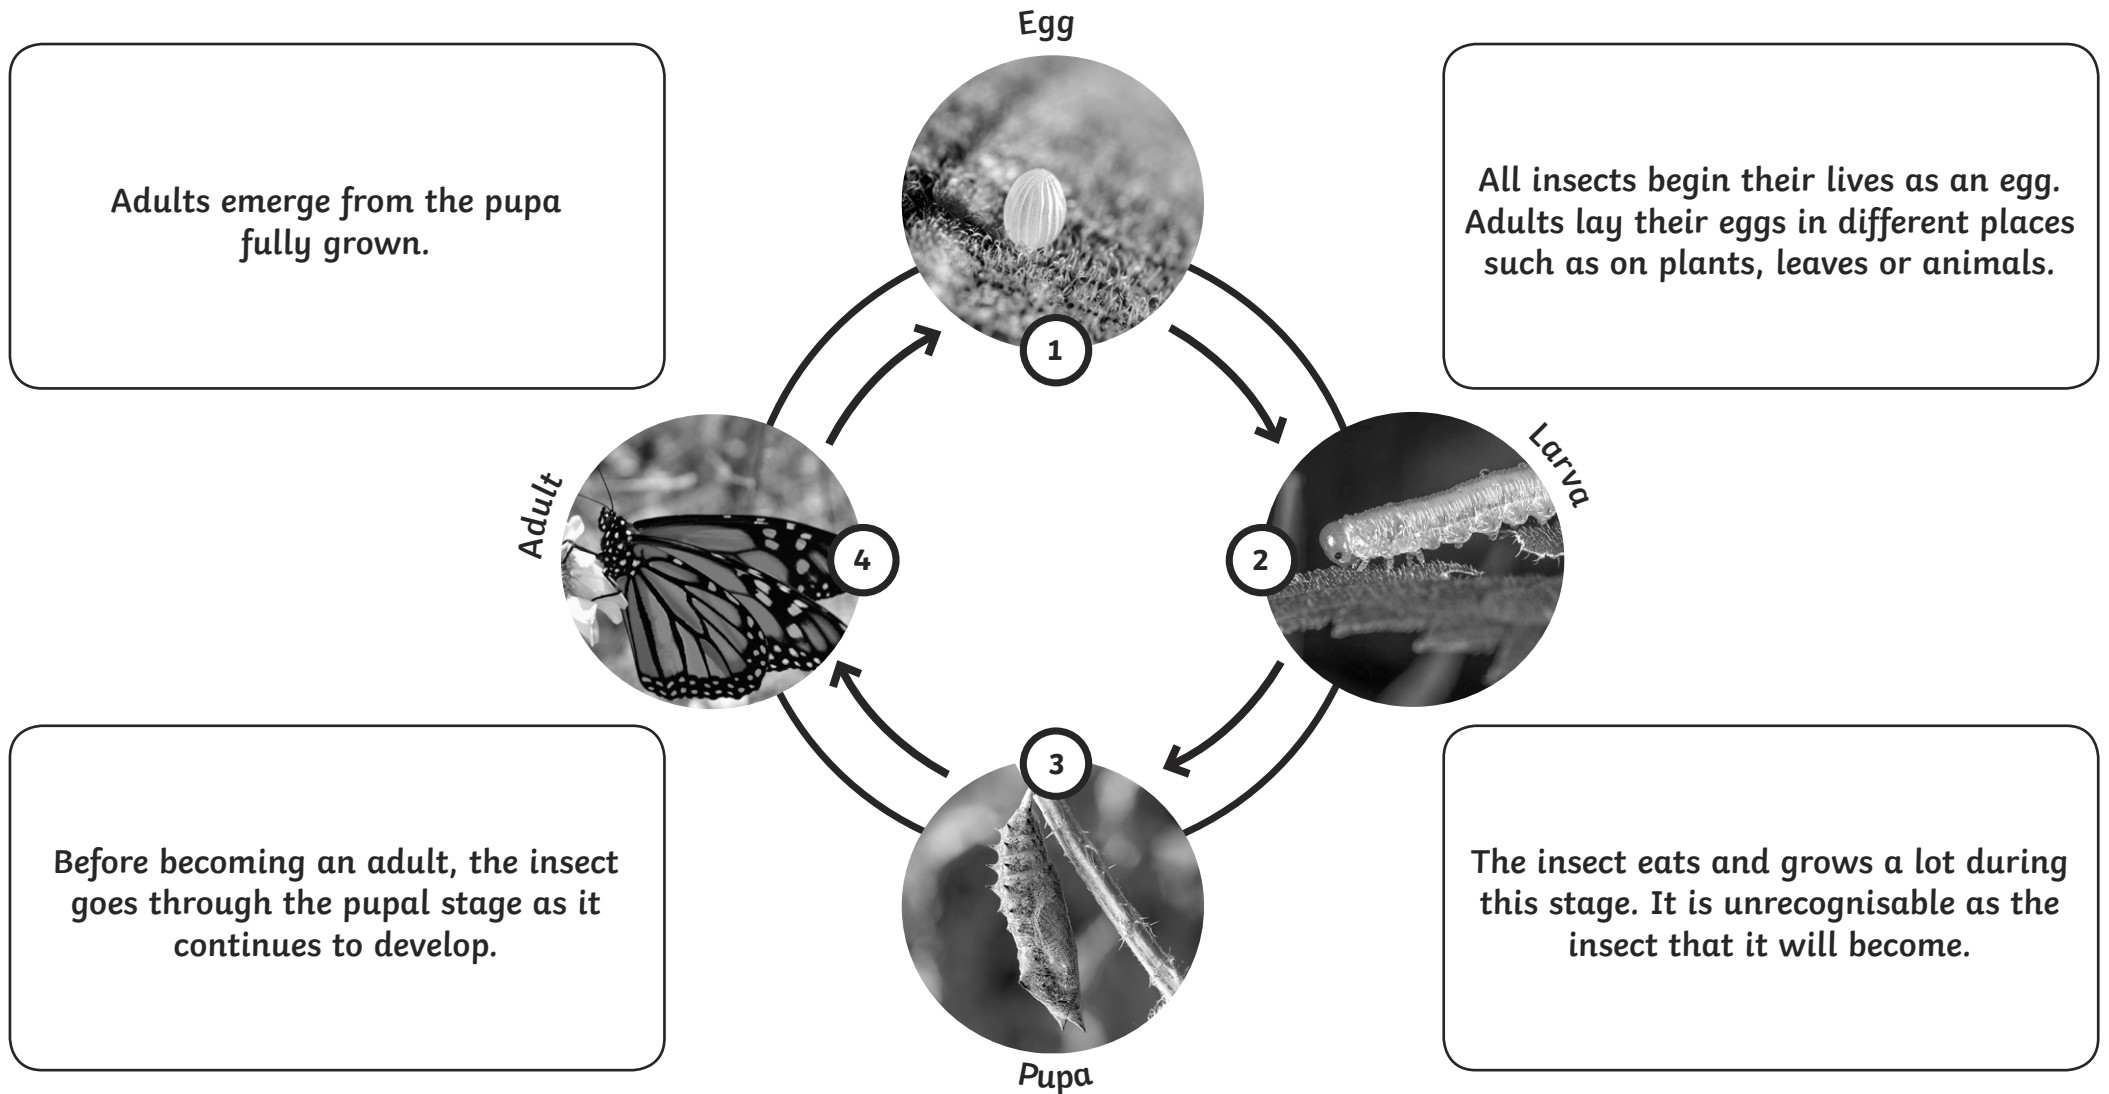 Egg
All insects begin their lives as an egg.
Adults lay their eggs in different places
such as on plants, leaves or animals.
1
Larva
2
The insect eats and grows a lot during
this stage. It is unrecognisable as the
insect that it will become.
3
Pupa
Before becoming an adult, the insect
goes through the pupal stage as it
continues to develop.
Adult
4
Adults emerge from the pupa
fully grown.